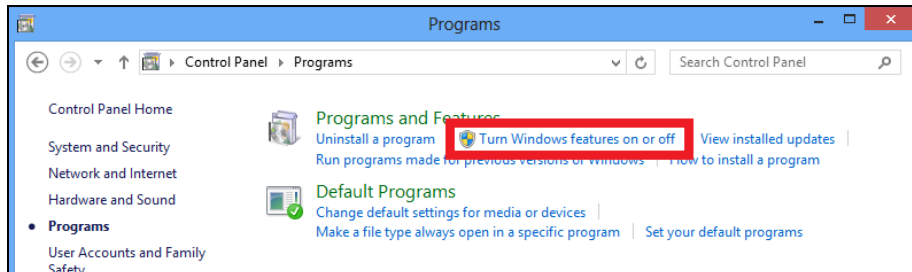 Programs
Control Panel Programs
Search Control Panel
Control Panel Home
System and Security
Network and Internet
Hardware and Sound
Programs
User Accounts and Family
Safety
Programs and Features
Uninstall a program Turn Windows features on or off View installed updates
Run programs made for previous versions of Windows How to install a program
Default Programs
Change default settings for media or devices
Make a file type always open in a specific program Set your default programs